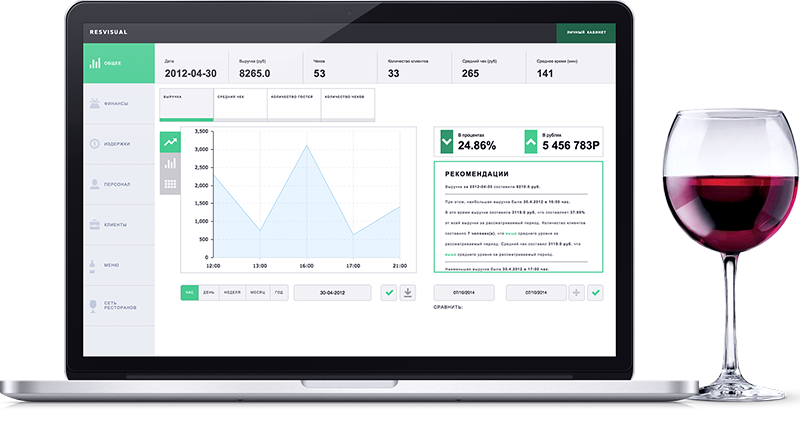 RESVISUAL
ЛИЧНЫЙ КАБИНЕТ
ОБЩЕЕ
ФИНАНСЫ
ИЗДЕРЖКИ
ПЕРСОНАЛ
КЛИЕНТЫ
МЕНЮ
СЕТЬ
РЕСТОРАНОВ
Дата
2012-04-30
Выручка (руб)
8265.0
Чеков
53
Количество клиентов
33
Средний чек (руб)
265
Среднее время (мин)
141
ВЫРУЧКА
СРЕДНИЙ ЧЕК
КОЛИЧЕСТВО ГОСТЕЙ
КОЛИЧЕСТВО ЧЕКОВ
3,500
3,000
2,500
2,000
1,500
1,000
500
0
12:00 13:00 16:00 17:00 21:00
ЧАС ДЕНЬ НЕДЕЛЯ МЕСЯЦ ГОД
30-04-2012
В процентах
24.86%
В рублях
5 456 783Р
РЕКОМЕНДАЦИИ
Выручка за 2012-04-30 составила 8210.0 руб.
При этом, наибольшая выручка была 30.4.2012 в 16:00 час.
В это время выручка составила 3119.0 руб, что составляет 37.99%
от всей выручки за рассматриваемый период. Количество клиентов
составило 7 человек(а), что выше среднего уровня за
рассматриваемый период. Средний чек составил 3119.0 руб, что
выше среднего уровня за рассматриваемый период.
Наименьшая выручка была 30.4.2012 в 17:00 час.
07/10/2014
07/10/2014
СРАВНИТЬ: